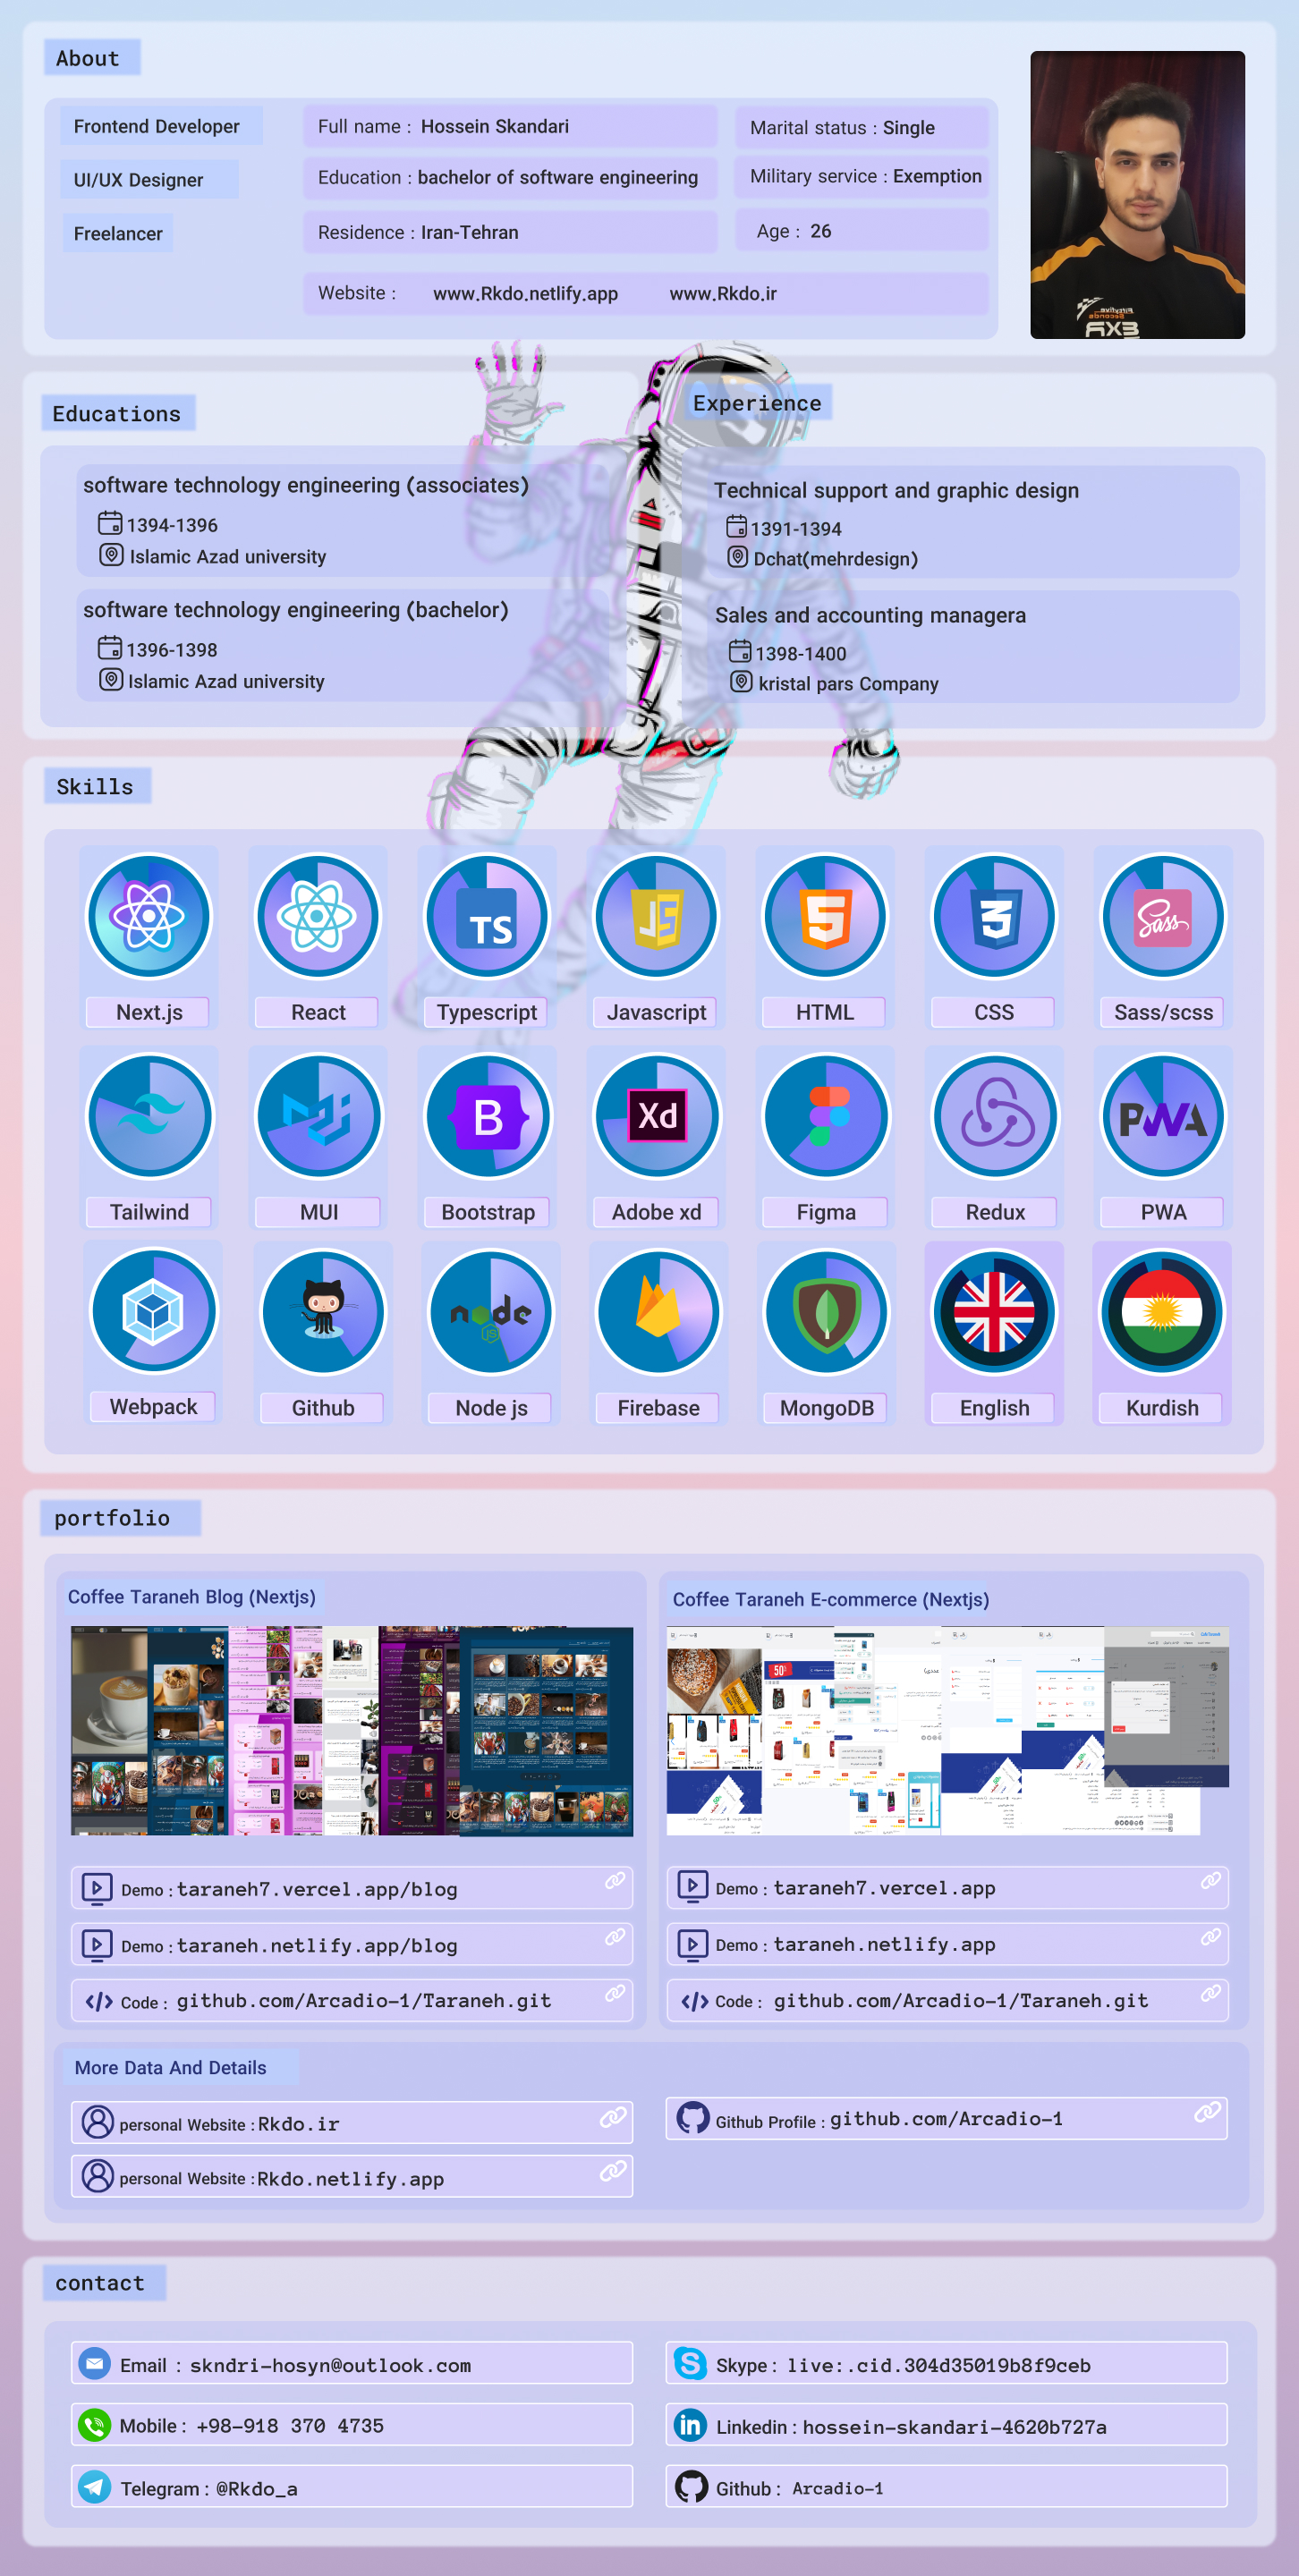 About
Frontend Developer
UI/UX Designer
Freelancer
Full name : Hossein Skandari
Education : bachelor of software engineering
Residence : Iran-Tehran
Marital status : Single
Military service : Exemption
Age : 26
Website : www.Rkdo.netlify.app www.Rkdo.ir
Educations
software technology engineering (associates)
1394-1396
Islamic Azad university
software technology engineering (bachelor)
1396-1398
Islamic Azad university
Experience
Technical support and graphic design
1391-1394
Dchat(mehrdesign)
Sales and accounting managera
1398-1400
kristal pars Company
Skills
TS
JS
Sass
Next.js
React
Typescript
Javascript
HTML
CSS
Sass/scss
B
Xd
PWA
Tailwind
MUI
Bootstrap
Adobe xd
Figma
Redux
PWA
node
JS
Webpack
Github
Node js
Firebase
MongoDB
English
Kurdish
portfolio
Coffee Taraneh Blog (Nextjs)
Demo : taraneh7.vercel.app/blog
Demo : taraneh.netlify.app/blog
Code : github.com/Arcadio-1/Taraneh.git
Coffee Taraneh E-commerce (Nextjs)
50%
Demo : taraneh7.vercel.app
Demo : taraneh.netlify.app
Code : github.com/Arcadio-1/Taraneh.git
More Data And Details
personal Website : Rkdo.ir
personal Website : Rkdo.netlify.app
Github Profile : github.com/Arcadio-1
contact
Email : skndri-hosyn@outlook.com
Mobile : +98-918 370 4735
Telegram : @Rkdo_a
Skype : live:.cid.304d35019b8f9ceb
Linkedin : hossein-skandari-4620b727a
Github : Arcadio-1